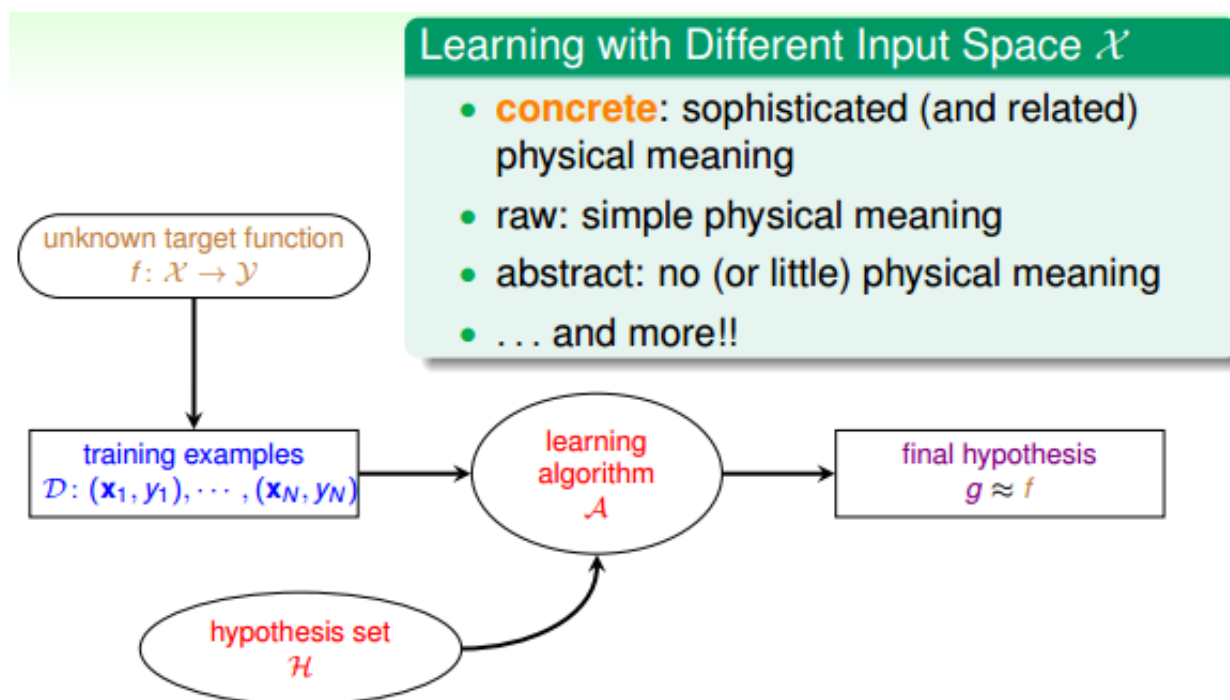 Learning with Different Input Space 𝒳
• concrete: sophisticated (and related)
physical meaning
• raw: simple physical meaning
• abstract: no (or little) physical meaning
• . . . and more!!
unknown target function
f : 𝒳 → 𝒴
training examples
𝒟 : (x₁, y₁), ⋯ , (x_N, y_N)
learning
algorithm
𝒜
final hypothesis
g ≈ f
hypothesis set
ℋ